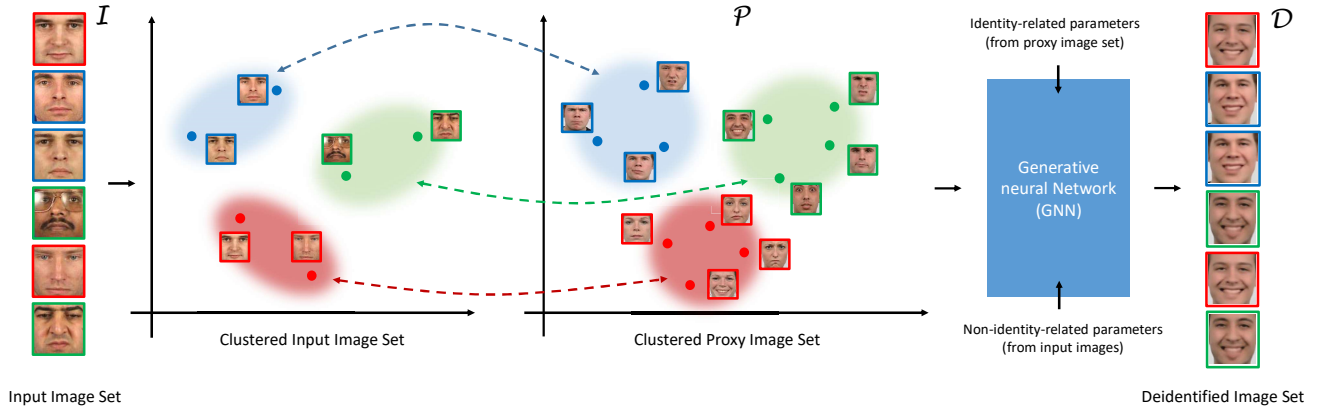 I
P
D
Identity-related parameters
(from proxy image set)
Generative
neural Network
(GNN)
Clustered Input Image Set
Clustered Proxy Image Set
Non-identity-related parameters
(from input images)
Input Image Set
Deidentified Image Set